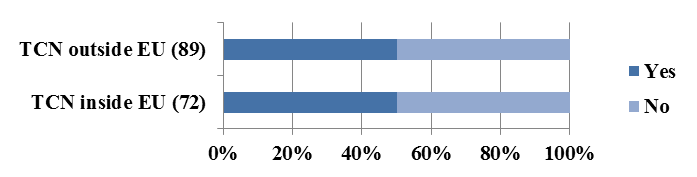 TCN outside EU (89)
TCN inside EU (72)
Yes
No
0% 20% 40% 60% 80% 100%